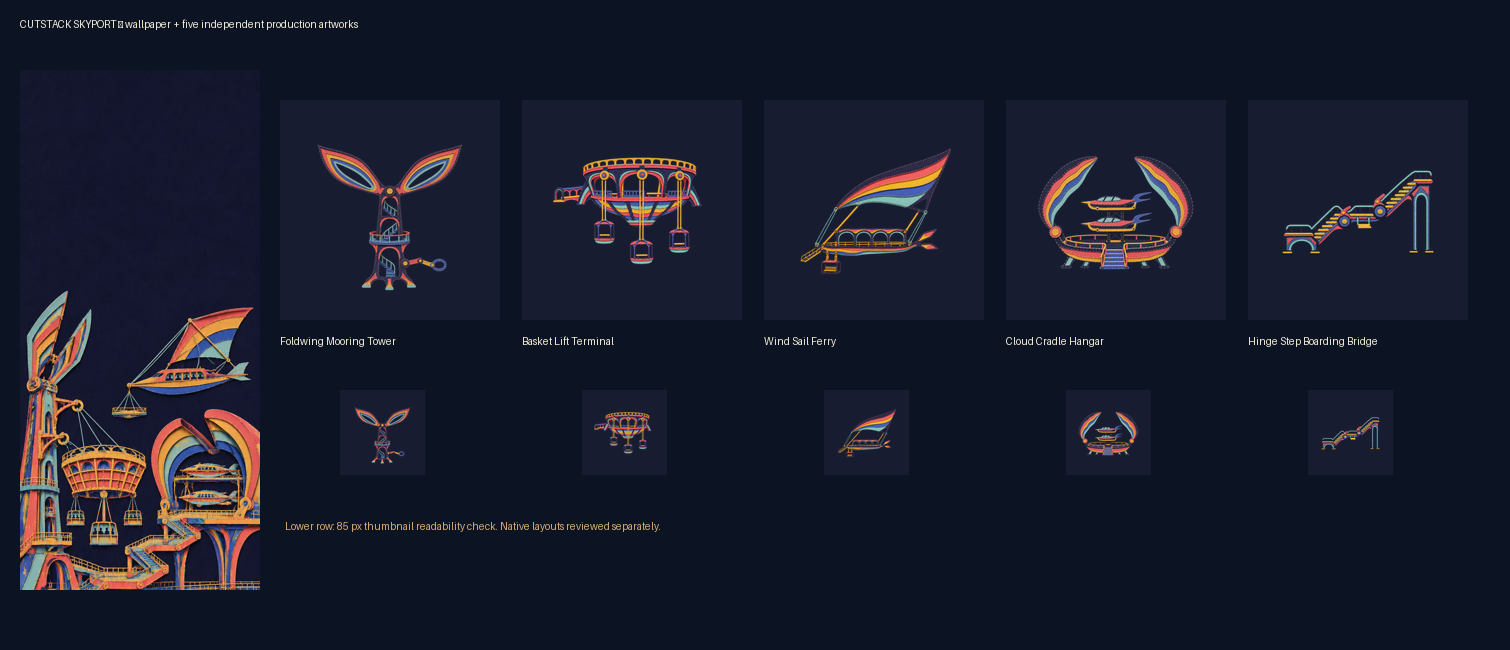 CUTSTACK SKYPORT□ wallpaper + five independent production artworks
Foldwing Mooring Tower
Basket Lift Terminal
Wind Sail Ferry
Cloud Cradle Hangar
Hinge Step Boarding Bridge
Lower row: 85 px thumbnail readability check. Native layouts reviewed separately.